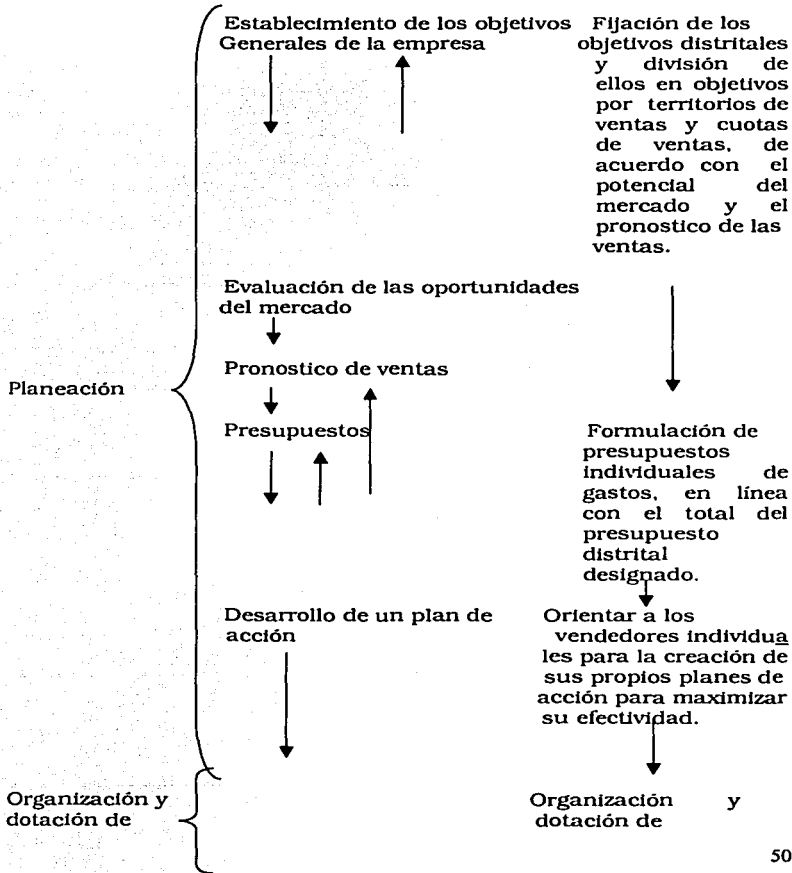 Establecimiento de los objetivos
Generales de la empresa
Evaluación de las oportunidades
del mercado
Pronostico de ventas
Presupuestos
Desarrollo de un plan de
acción
Planeación
Fijación de los
objetivos distritales
y división de
ellos en objetivos
por territorios de
ventas y cuotas
de ventas, de
acuerdo con el
potencial del
mercado y el
pronostico de las
ventas.
Formulación de
presupuestos
individuales de
gastos, en línea
con el total del
presupuesto
distrital
designado.
Orientar a los
vendedores individua
les para la creación de
sus propios planes de
acción para maximizar
su efectividad.
Organización y
dotación de
Organización y
dotación de
50